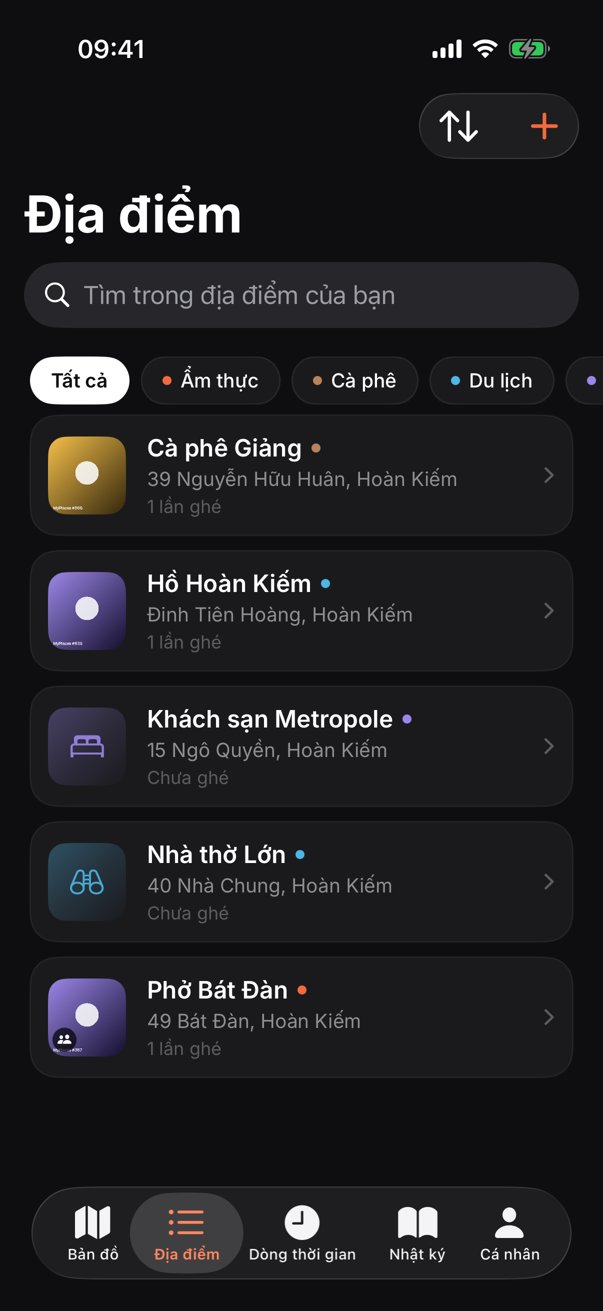 09:41
Địa điểm
Tìm trong địa điểm của bạn
Tất cả
Ẩm thực
Cà phê
Du lịch
Cà phê Giảng
39 Nguyễn Hữu Huân, Hoàn Kiếm
1 lần ghé
Hồ Hoàn Kiếm
Đinh Tiên Hoàng, Hoàn Kiếm
1 lần ghé
Khách sạn Metropole
15 Ngô Quyền, Hoàn Kiếm
Chưa ghé
Nhà thờ Lớn
40 Nhà Chung, Hoàn Kiếm
Chưa ghé
Phở Bát Đàn
49 Bát Đàn, Hoàn Kiếm
1 lần ghé
Bản đồ
Địa điểm
Dòng thời gian
Nhật ký
Cá nhân